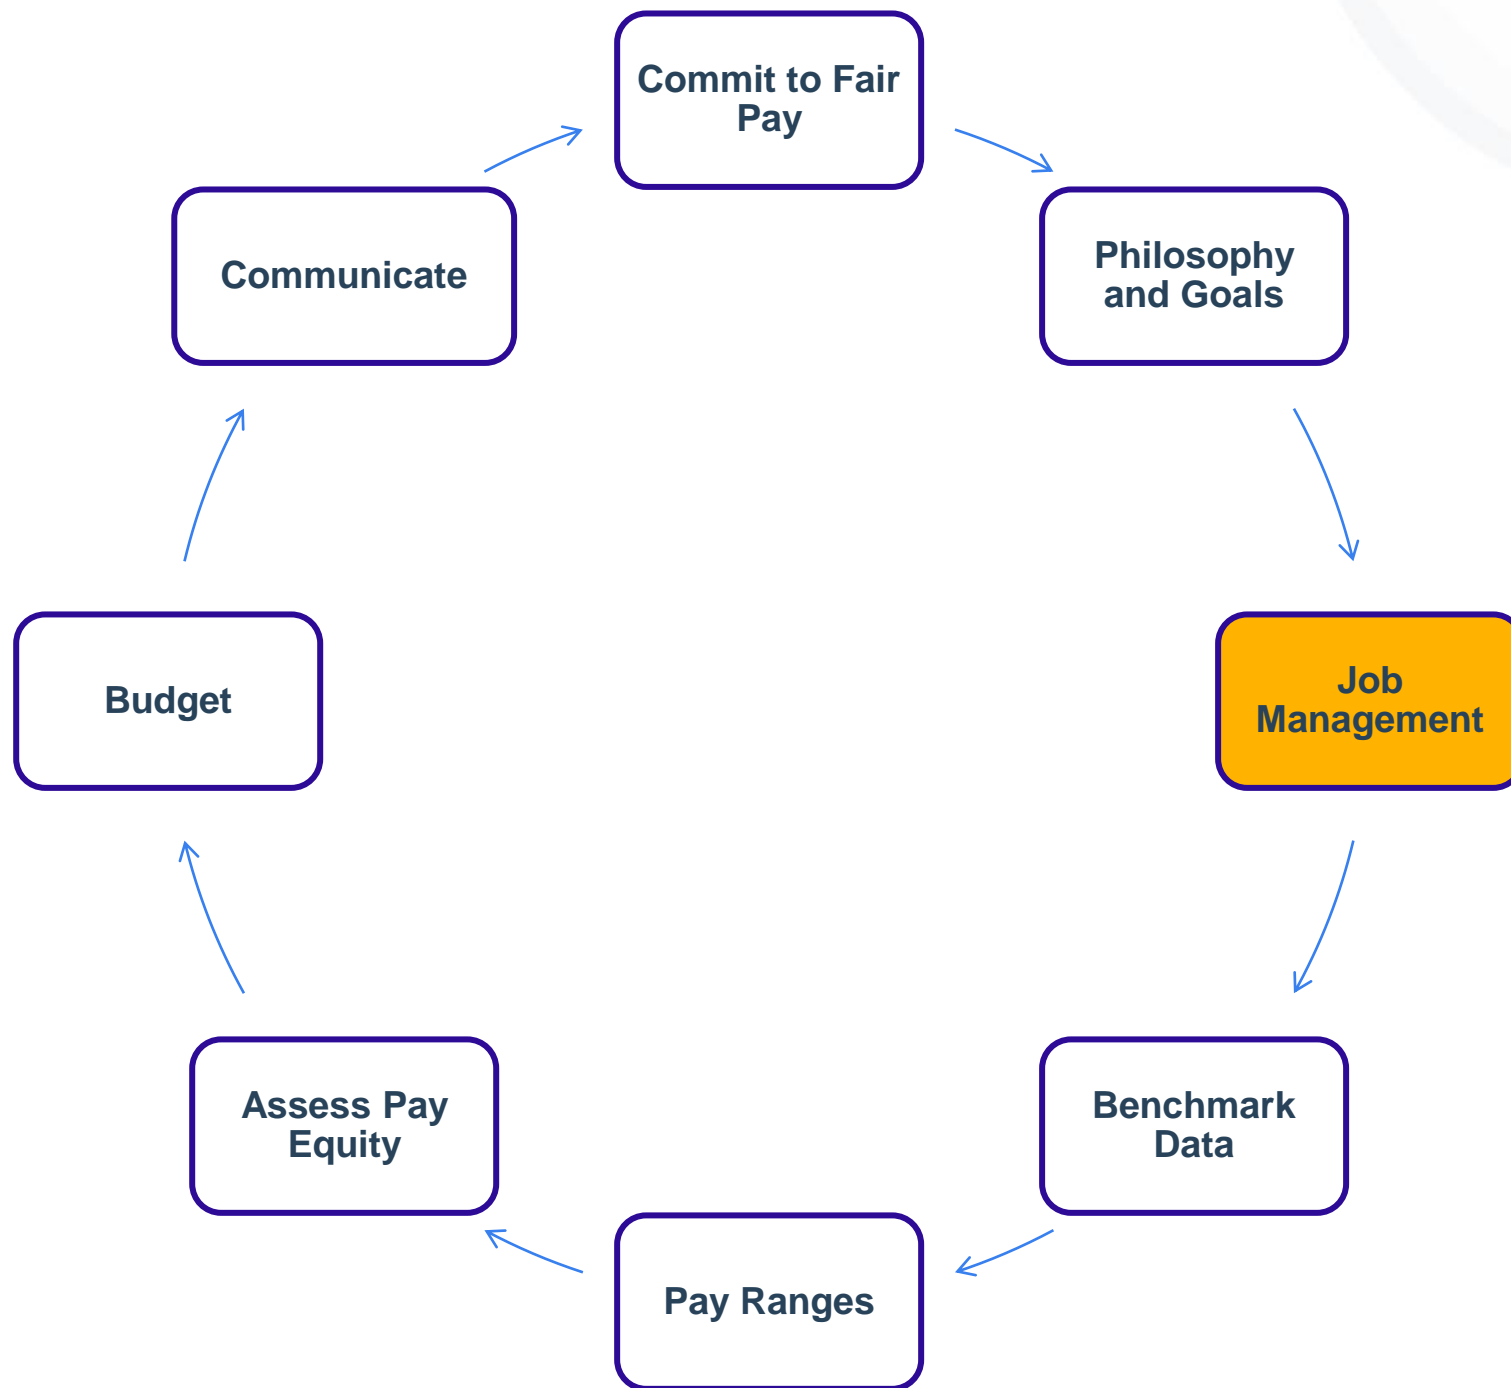 Commit to Fair
Pay
Philosophy
and Goals
Job
Management
Benchmark
Data
Pay Ranges
Assess Pay
Equity
Budget
Communicate